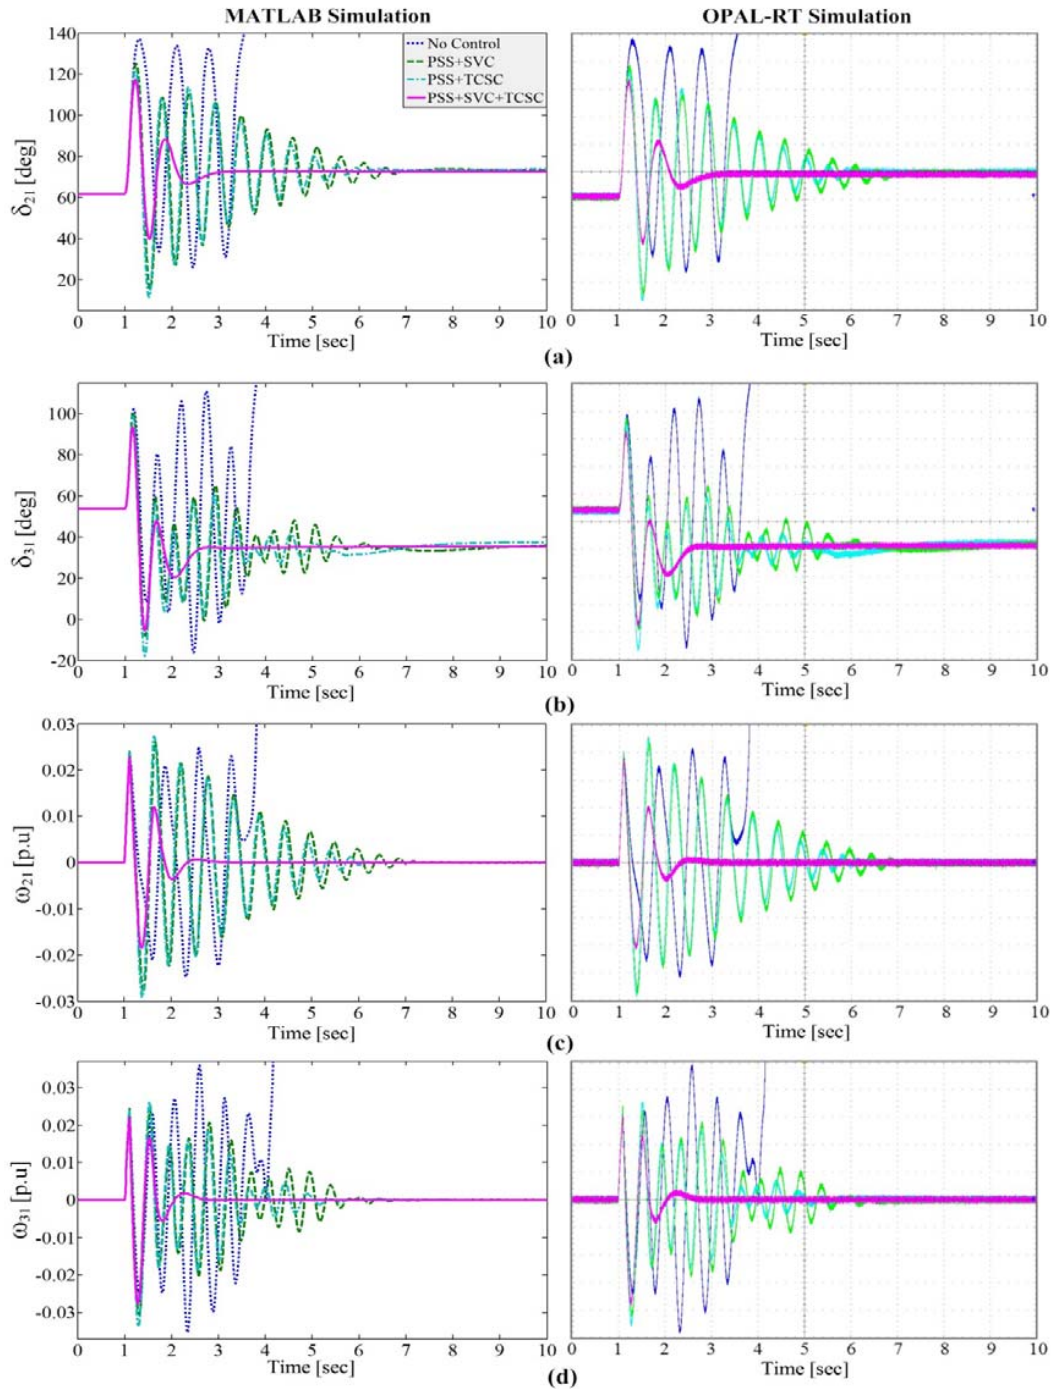 MATLAB Simulation
OPAL-RT Simulation
No Control
PSS+SVC
PSS+TCSC
PSS+SVC+TCSC
δ21 [deg]
140
120
100
80
60
40
20
0 1 2 3 4 5 6 7 8 9 10
Time [sec]
0 1 2 3 4 5 6 7 8 9 10
Time [sec]
(a)
δ31 [deg]
100
80
60
40
20
0
-20
0 1 2 3 4 5 6 7 8 9 10
Time [sec]
0 1 2 3 4 5 6 7 8 9 10
Time [sec]
(b)
ω21 [p.u]
0.03
0.02
0.01
0
-0.01
-0.02
-0.03
0 1 2 3 4 5 6 7 8 9 10
Time [sec]
0 1 2 3 4 5 6 7 8 9 10
Time [sec]
(c)
ω31 [p.u]
0.03
0.02
0.01
0
-0.01
-0.02
-0.03
0 1 2 3 4 5 6 7 8 9 10
Time [sec]
0 1 2 3 4 5 6 7 8 9 10
Time [sec]
(d)